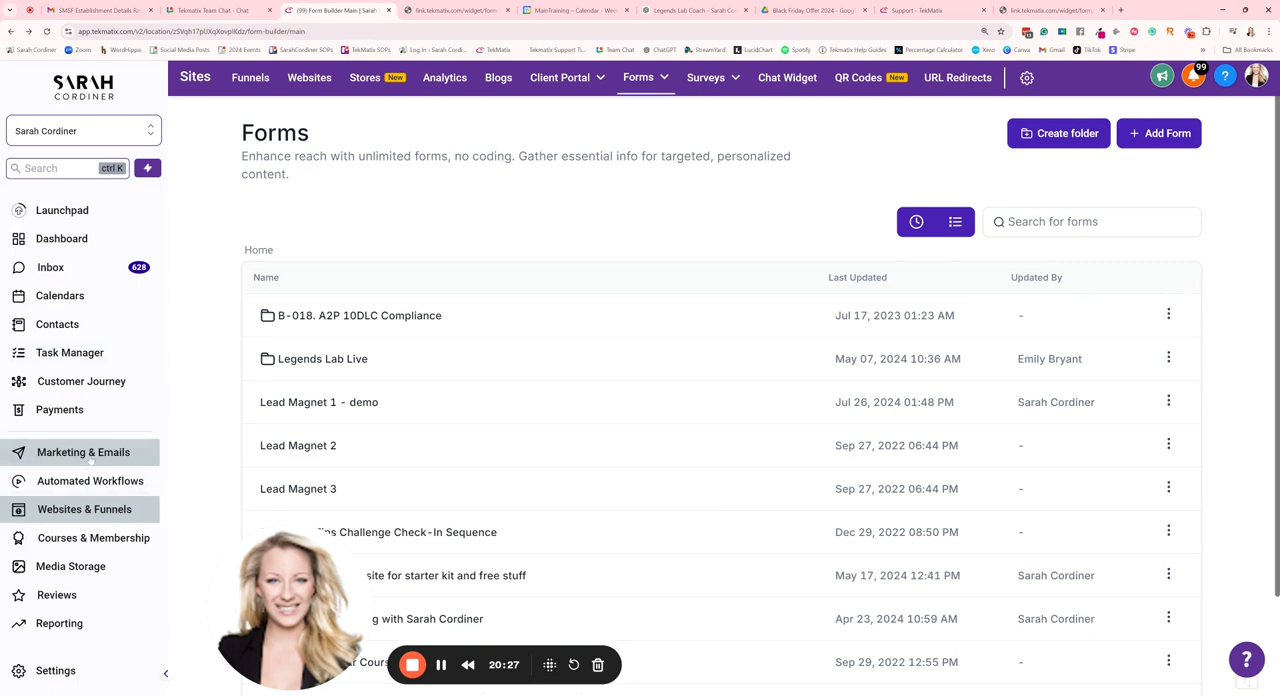 SMSF Establishment Details Re
Tekmatix Team Chat - Chat
(99) Form Builder Main | Sarah
link.tekmatix.com/widget/form
MainTraining – Calendar - Wee
Legends Lab Coach - Sarah Co
Black Friday Offer 2024 - Goog
Support - TekMatix
link.tekmatix.com/widget/form
app.tekmatix.com/v2/location/zSVqh17pUXqXovpIKdz/form-builder/main
Sarah Cordiner
Zoom
WordHippo
Social Media Posts
2024 Events
SarahCordiner SOPs
TekMatix SOPs
Log In ‹ Sarah Cordi...
TekMatix
Tekmatix Support Ti...
Team Chat
ChatGPT
StreamYard
LucidChart
Spotify
Tekmatix Help Guides
Percentage Calculator
Xero
Canva
Gmail
TikTok
Stripe
All Bookmarks
SARAH
CORDINER
Sites
Funnels
Websites
Stores New
Analytics
Blogs
Client Portal
Forms
Surveys
Chat Widget
QR Codes New
URL Redirects
99
Sarah Cordiner
Search ctrl K
Launchpad
Dashboard
Inbox 628
Calendars
Contacts
Task Manager
Customer Journey
Payments
Marketing & Emails
Automated Workflows
Websites & Funnels
Courses & Membership
Media Storage
Reviews
Reporting
Settings
Forms
Enhance reach with unlimited forms, no coding. Gather essential info for targeted, personalized
content.
Create folder
+ Add Form
Search for forms
Home
Name Last Updated Updated By
B-018. A2P 10DLC Compliance Jul 17, 2023 01:23 AM -
Legends Lab Live May 07, 2024 10:36 AM Emily Bryant
Lead Magnet 1 - demo Jul 26, 2024 01:48 PM Sarah Cordiner
Lead Magnet 2 Sep 27, 2022 06:44 PM -
Lead Magnet 3 Sep 27, 2022 06:44 PM -
Challenge Check-In Sequence Dec 29, 2022 08:50 PM -
site for starter kit and free stuff May 17, 2024 12:41 PM Sarah Cordiner
with Sarah Cordiner Apr 23, 2024 10:59 AM Sarah Cordiner
Sep 29, 2022 12:55 PM -
20:27
?